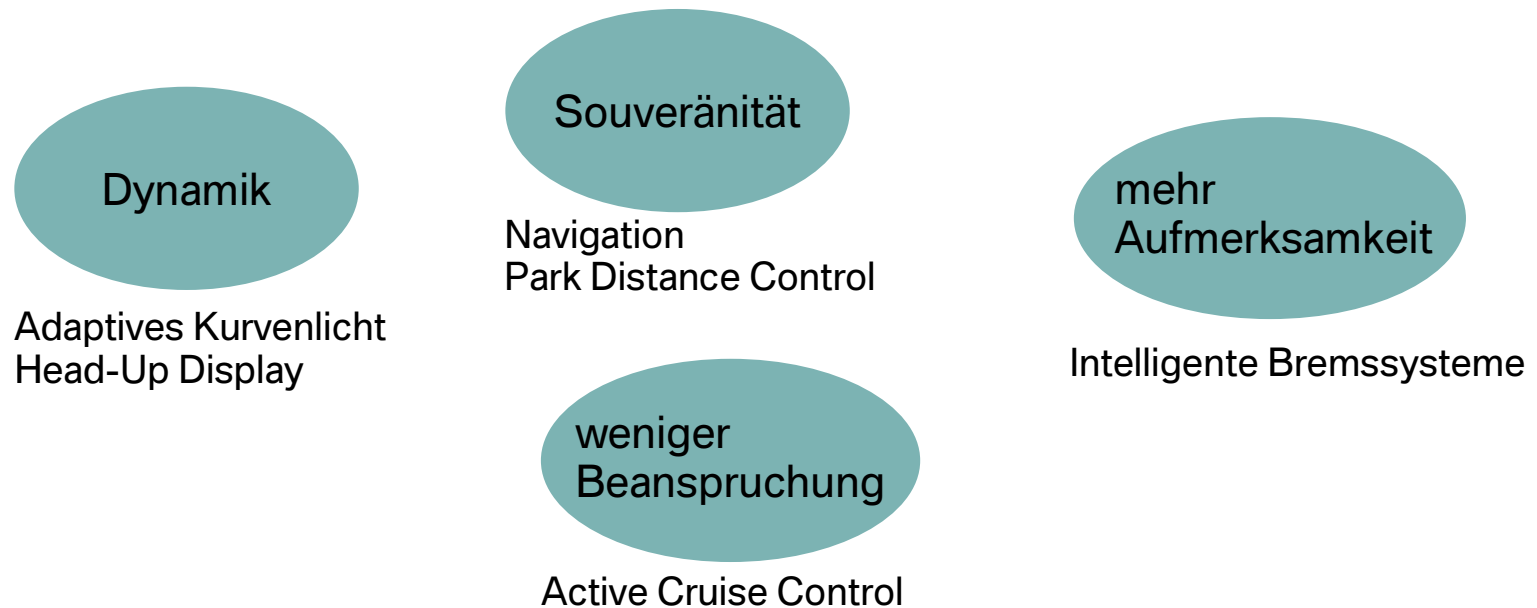 Dynamik
Adaptives Kurvenlicht
Head-Up Display
Souveränität
Navigation
Park Distance Control
weniger
Beanspruchung
Active Cruise Control
mehr
Aufmerksamkeit
Intelligente Bremssysteme